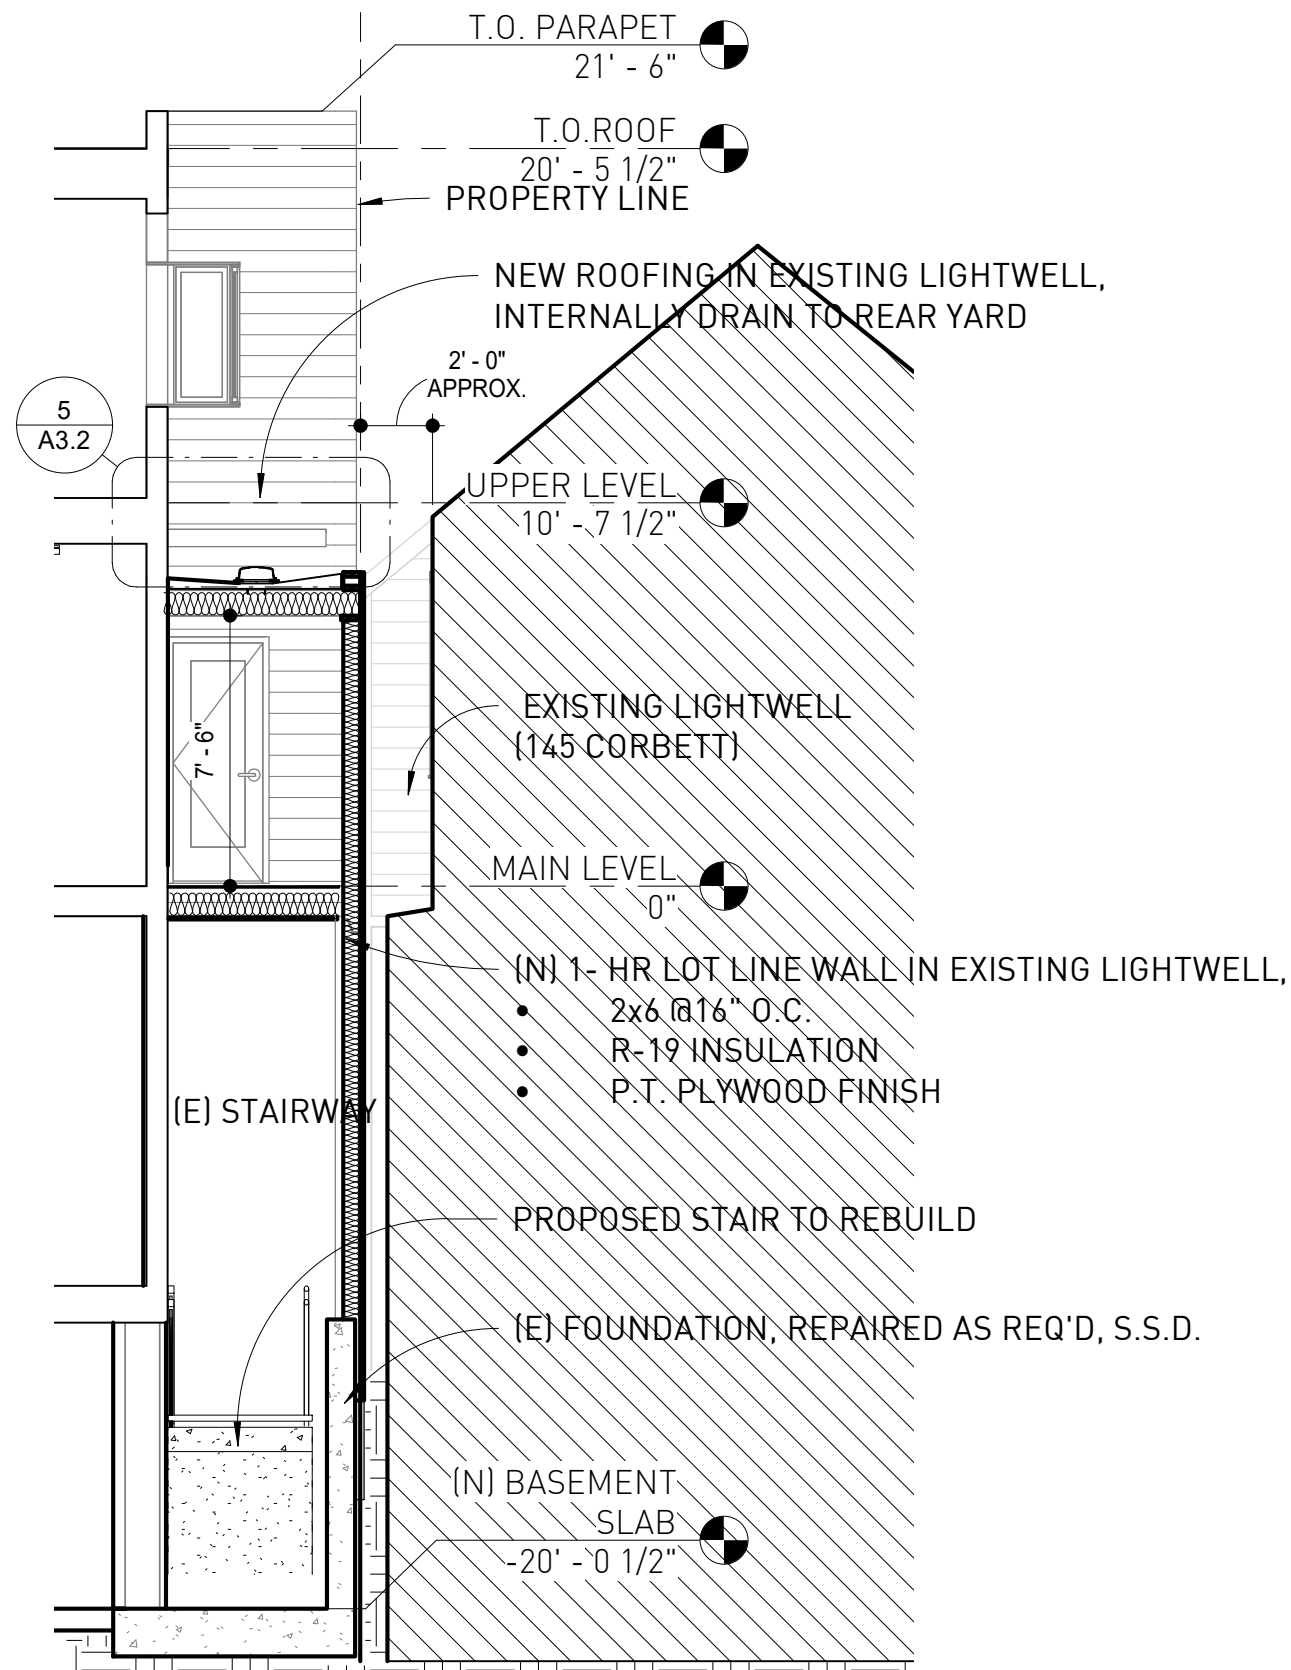 T.O. PARAPET
21' - 6"
T.O.ROOF
20' - 5 1/2"
PROPERTY LINE
NEW ROOFING IN EXISTING LIGHTWELL,
INTERNALLY DRAIN TO REAR YARD
2' - 0"
APPROX.
5
A3.2
UPPER LEVEL
10' - 7 1/2"
EXISTING LIGHTWELL
(145 CORBETT)
7' - 6"
MAIN LEVEL
0"
(N) 1- HR LOT LINE WALL IN EXISTING LIGHTWELL,
• 2x6 @16" O.C.
• R-19 INSULATION
• P.T. PLYWOOD FINISH
(E) STAIRWAY
PROPOSED STAIR TO REBUILD
(E) FOUNDATION, REPAIRED AS REQ'D, S.S.D.
(N) BASEMENT
SLAB
-20' - 0 1/2"